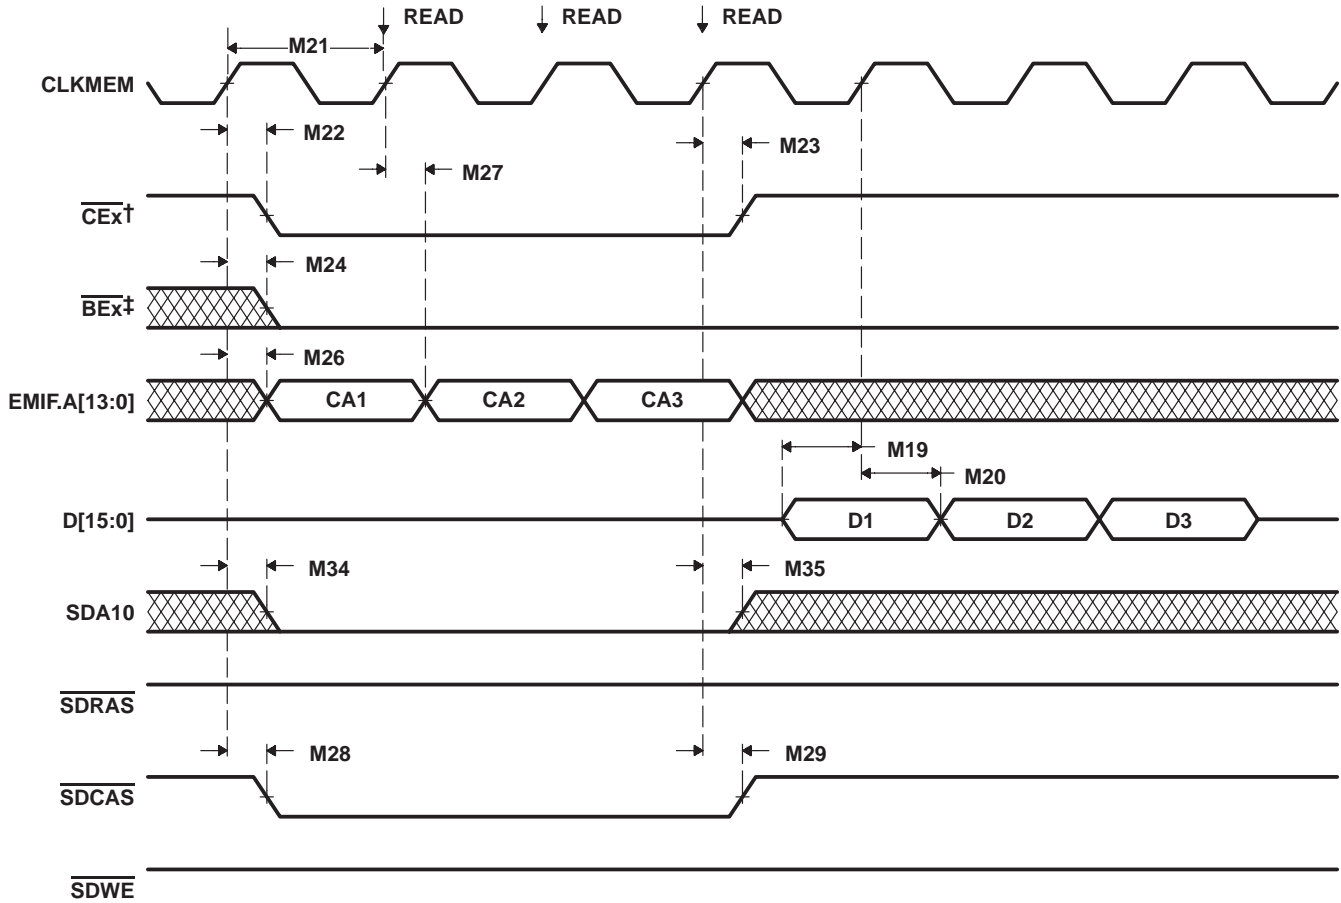 READ READ READ
M21
CLKMEM
M22 M23
M27
CEx†
M24
BEx‡
M26
EMIF.A[13:0] CA1 CA2 CA3
M19
M20
D[15:0] D1 D2 D3
M34 M35
SDA10
SDRAS
M28 M29
SDCAS
SDWE